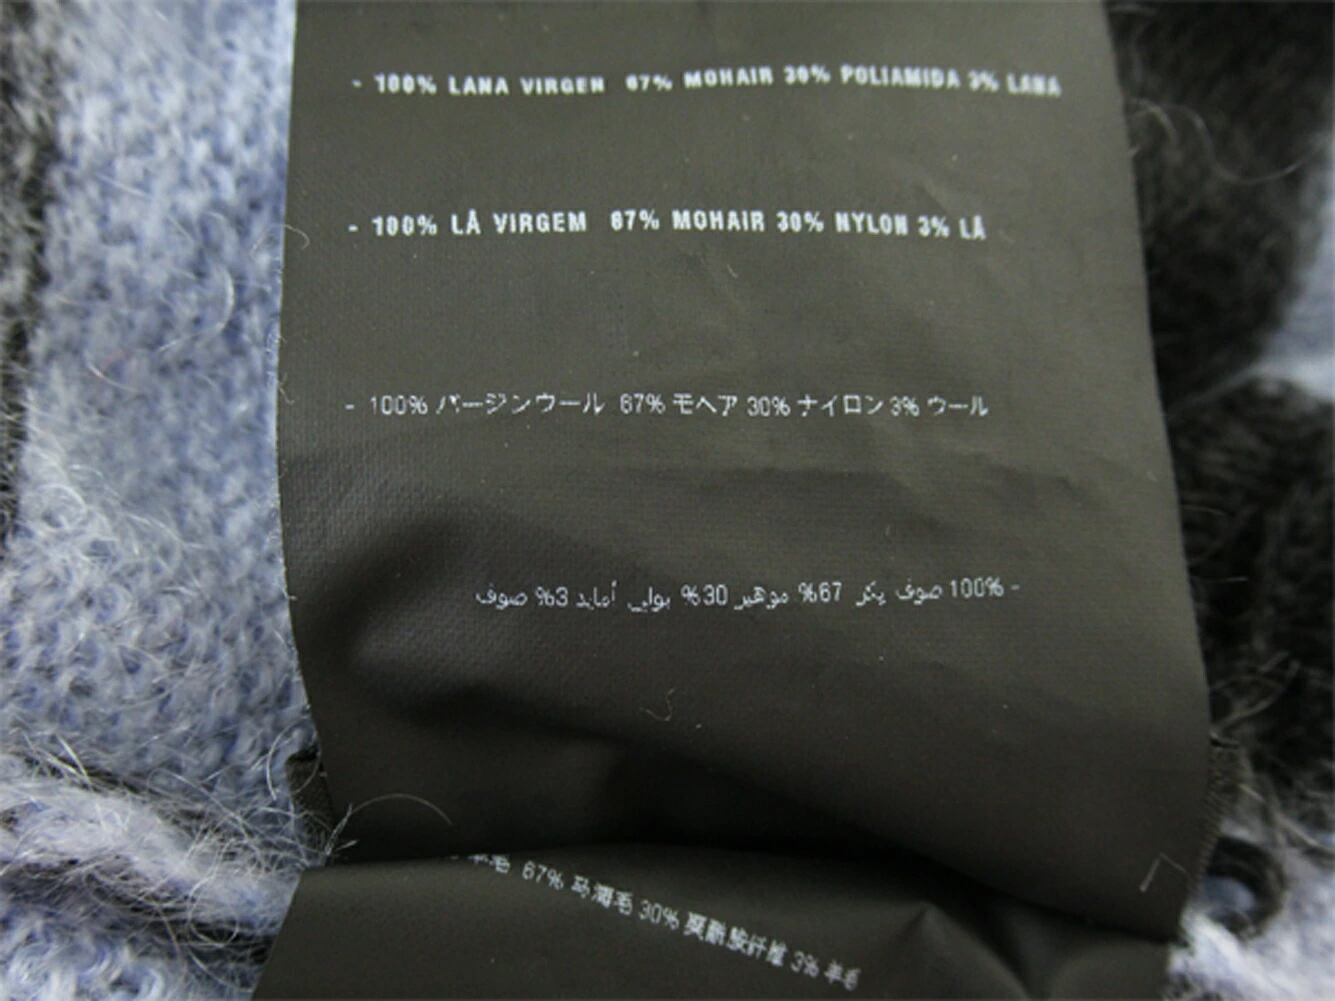 - 100% LANA VIRGEN 67% MOHAIR 30% POLIAMIDA 3% LANA
- 100% LÃ VIRGEM 67% MOHAIR 30% NYLON 3% LÃ
- 100% バージンウール 67% モヘア 30% ナイロン 3% ウール
- 100% صوف بكر 67% موهير 30% بولي أمايد 3% صوف
羊毛 67% 马海毛 30% 聚酰胺纤维 3% 羊毛